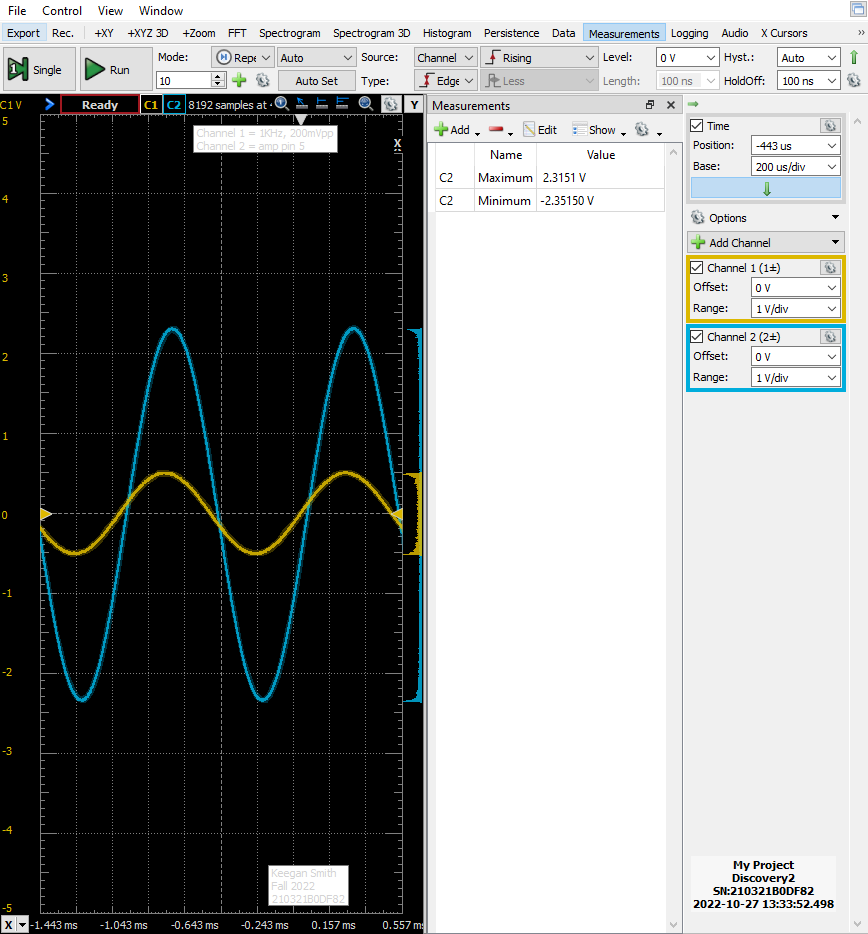 File Control View Window
Export Rec. +XY +XYZ 3D +Zoom FFT Spectrogram Spectrogram 3D Histogram Persistence Data Measurements Logging Audio X Cursors »
Single Run Mode: Repe Auto Source: Channel Rising Level: 0 V Hyst.: Auto
10 Auto Set Type: Edge Less Length: 100 ns HoldOff: 100 ns
C1 V Ready C1 C2 8192 samples at Y
Channel 1 = 1KHz, 200mVpp
Channel 2 = amp pin 5
X
5
4
3
2
1
0
-1
-2
-3
-4
-5
Keegan Smith
Fall 2022
210321B0DF82
X -1.443 ms -1.043 ms -0.643 ms -0.243 ms 0.157 ms 0.557 ms
Measurements
Add Edit Show
Name Value
C2 Maximum 2.3151 V
C2 Minimum -2.35150 V
Time
Position: -443 us
Base: 200 us/div
Options
Add Channel
Channel 1 (1±)
Offset: 0 V
Range: 1 V/div
Channel 2 (2±)
Offset: 0 V
Range: 1 V/div
My Project
Discovery2
SN:210321B0DF82
2022-10-27 13:33:52.498